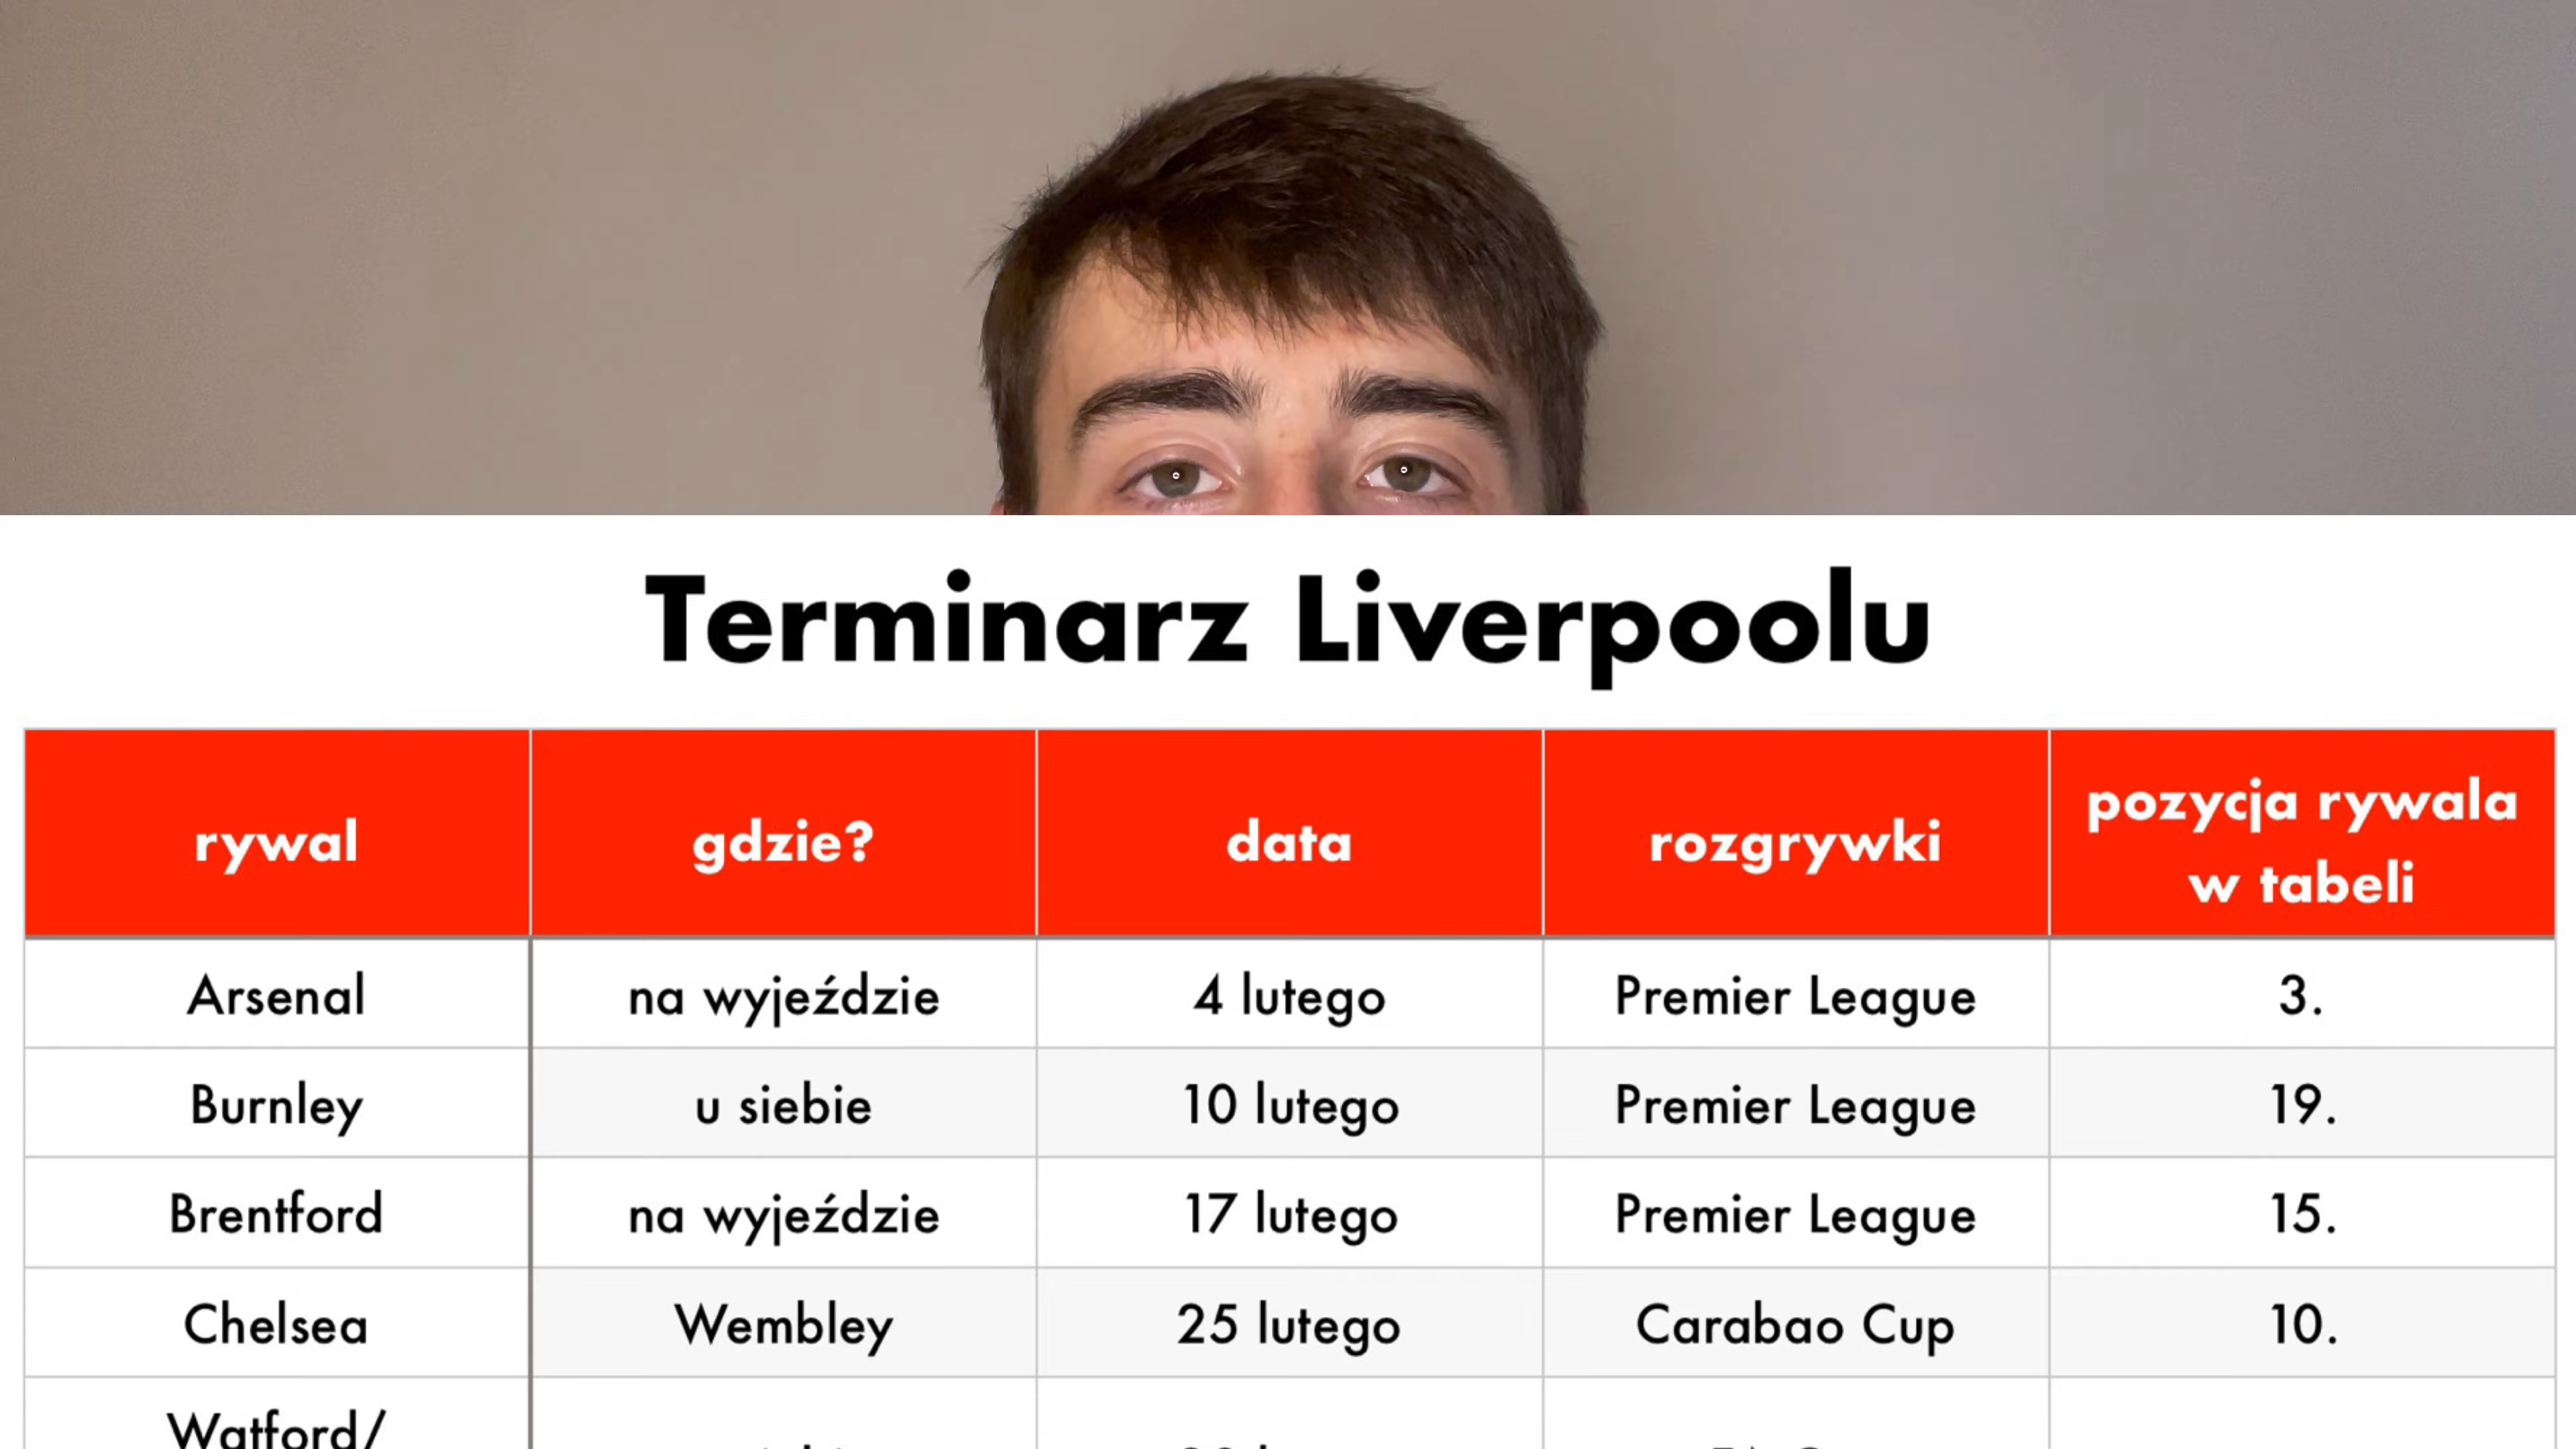 Terminarz Liverpoolu
rywal gdzie? data rozgrywki pozycja rywala w tabeli
Arsenal na wyjeździe 4 lutego Premier League 3.
Burnley u siebie 10 lutego Premier League 19.
Brentford na wyjeździe 17 lutego Premier League 15.
Chelsea Wembley 25 lutego Carabao Cup 10.
Watford/